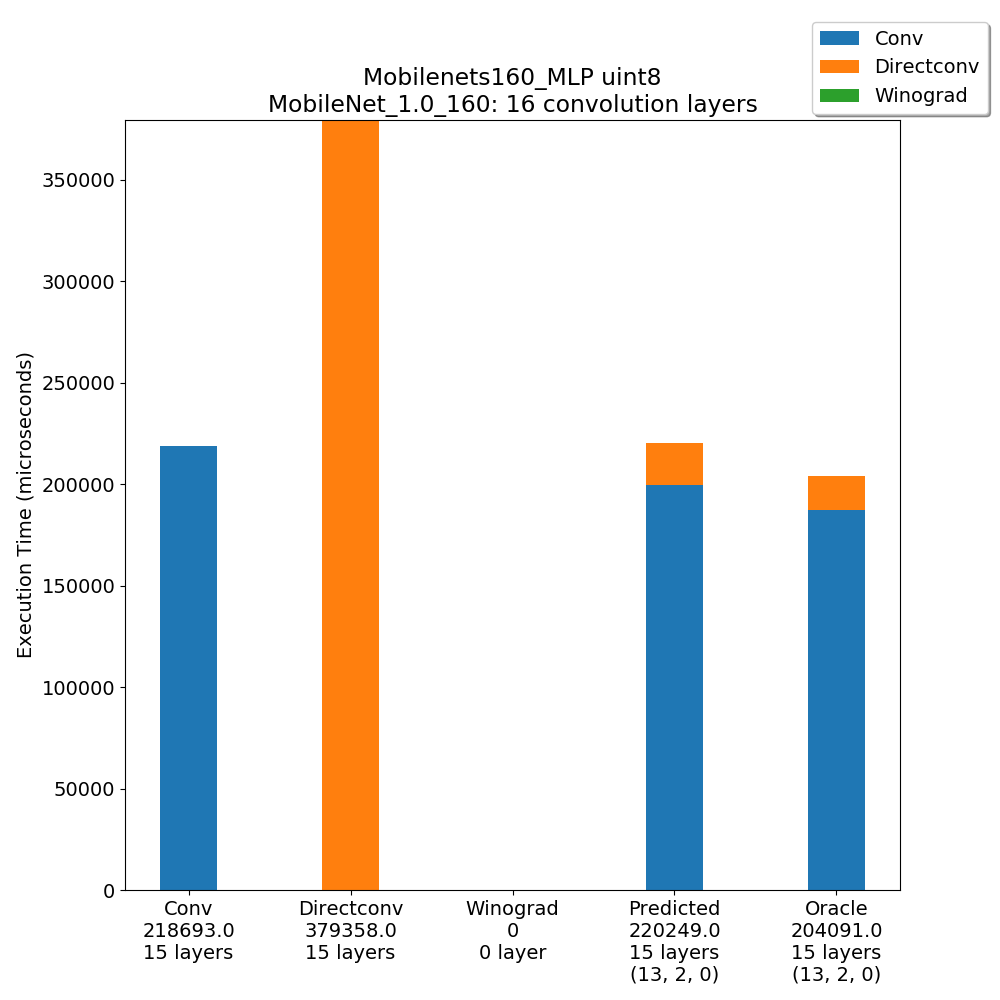 Conv
Directconv
Winograd
Mobilenets160_MLP uint8
MobileNet_1.0_160: 16 convolution layers
Execution Time (microseconds)
350000
300000
250000
200000
150000
100000
50000
0
Conv
218693.0
15 layers
Directconv
379358.0
15 layers
Winograd
0
0 layer
Predicted
220249.0
15 layers
(13, 2, 0)
Oracle
204091.0
15 layers
(13, 2, 0)